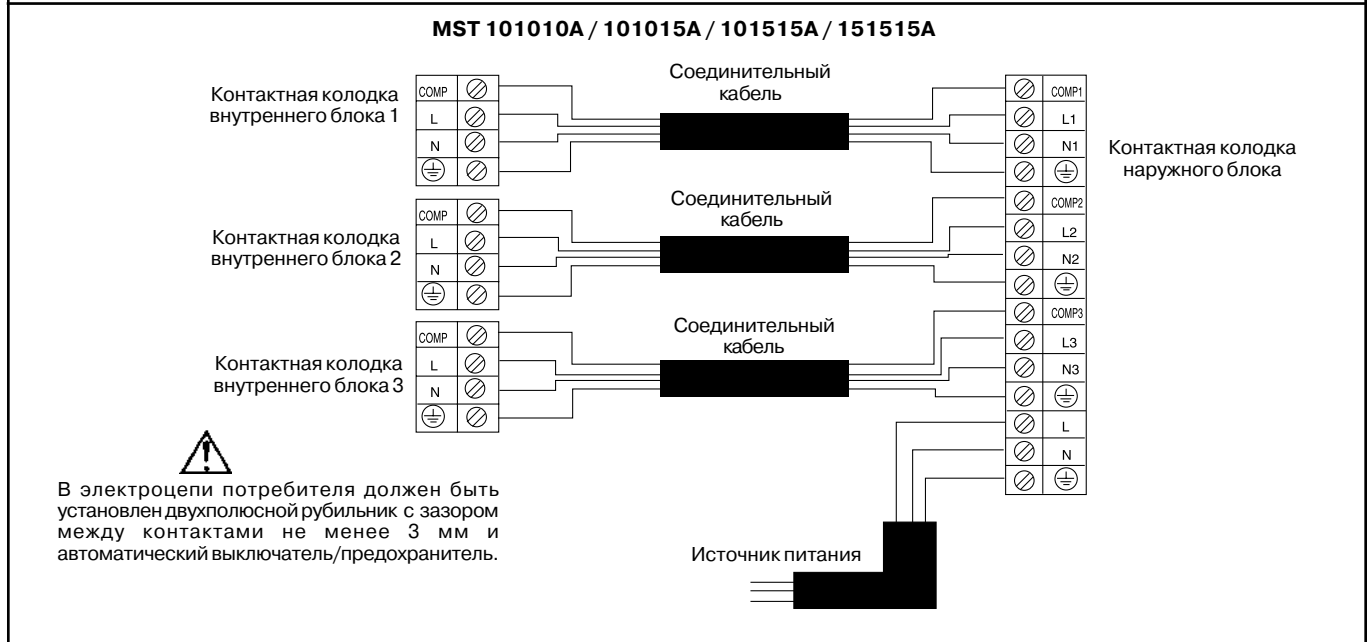 MST 101010A / 101015A / 101515A / 151515A
Контактная колодка
внутреннего блока 1
COMP
L
N
Соединительный
кабель
COMP1
L1
N1
Контактная колодка
наружного блока
Контактная колодка
внутреннего блока 2
COMP
L
N
Соединительный
кабель
COMP2
L2
N2
Контактная колодка
внутреннего блока 3
COMP
L
N
Соединительный
кабель
COMP3
L3
N3
L
N
В электроцепи потребителя должен быть
установлен двухполюсной рубильник с зазором
между контактами не менее 3 мм и
автоматический выключатель/предохранитель.
Источник питания